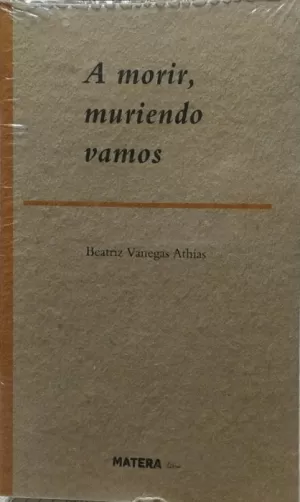 A morir,
muriendo
vamos
Beatriz Vanegas Athías
MATERA